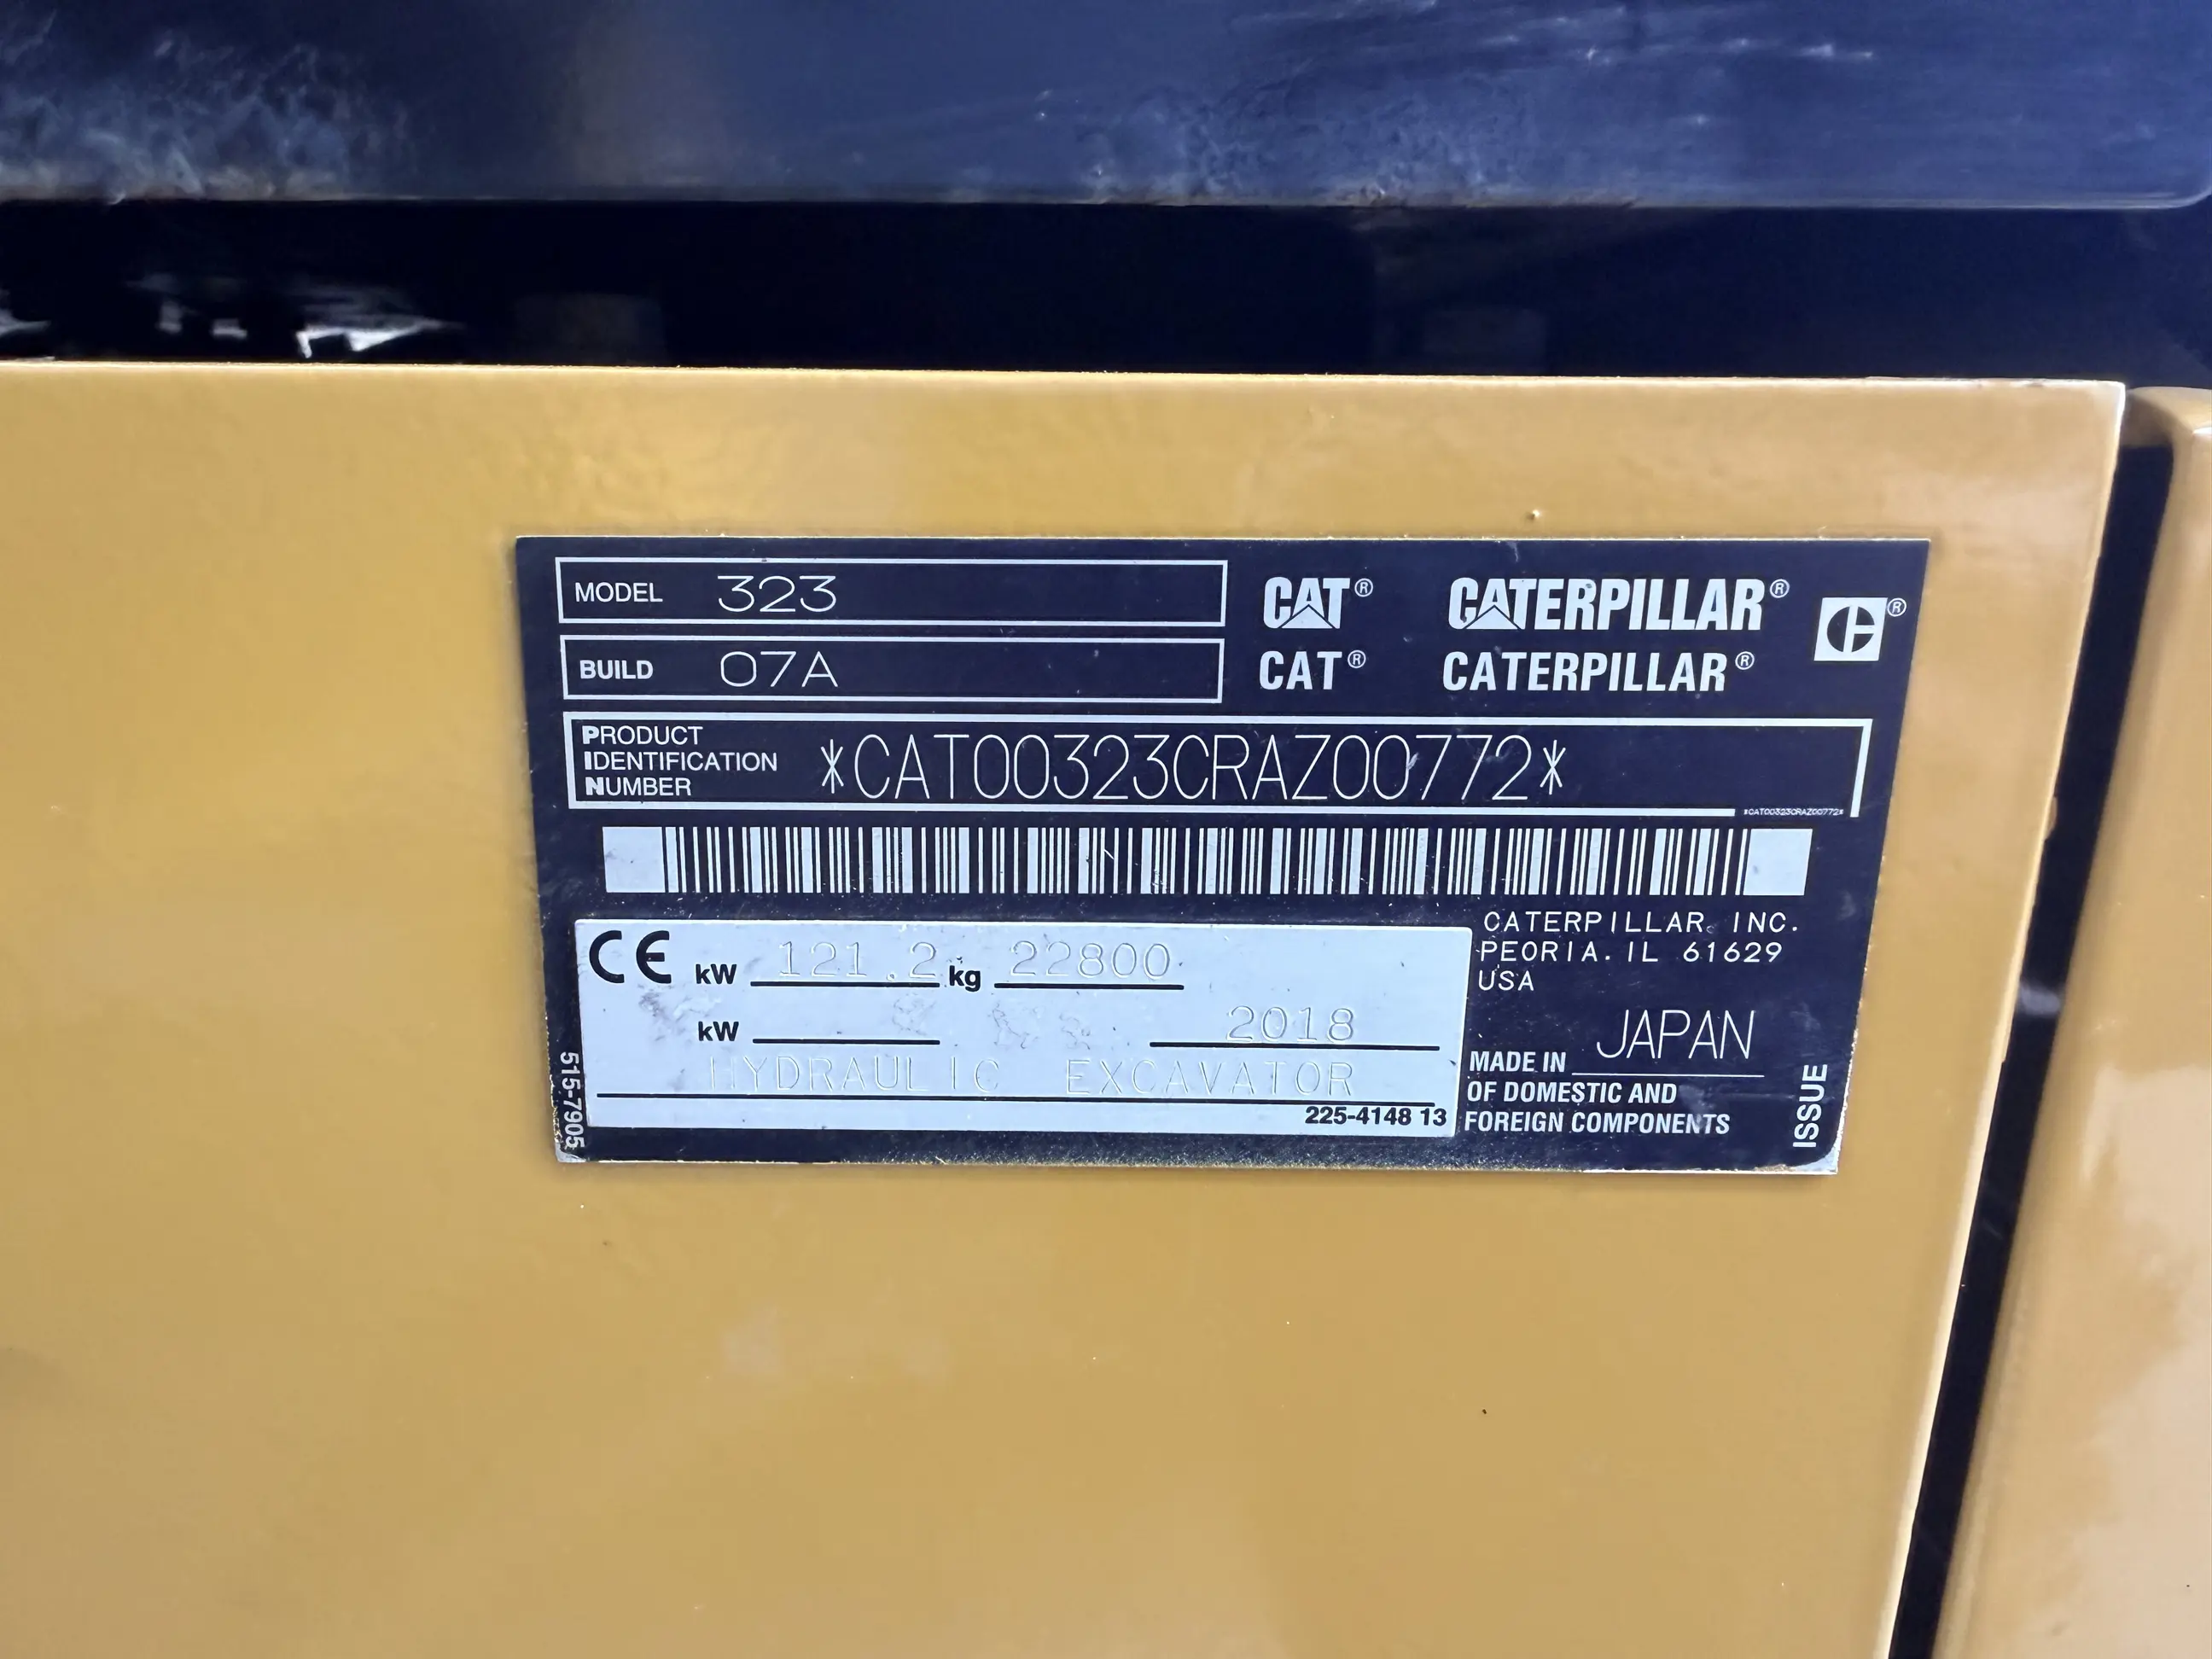 MODEL 323
BUILD 07A
CAT® CATERPILLAR® ®
CAT® CATERPILLAR®
PRODUCT
IDENTIFICATION
NUMBER
*CAT00323CRAZ00772*
*CAT00323CRAZ00772*
CE kW 121.2 kg 22800
kW 2018
HYDRAULIC EXCAVATOR
225-4148 13
515-7905
CATERPILLAR INC.
PEORIA. IL 61629
USA
MADE IN JAPAN
OF DOMESTIC AND
FOREIGN COMPONENTS
ISSUE